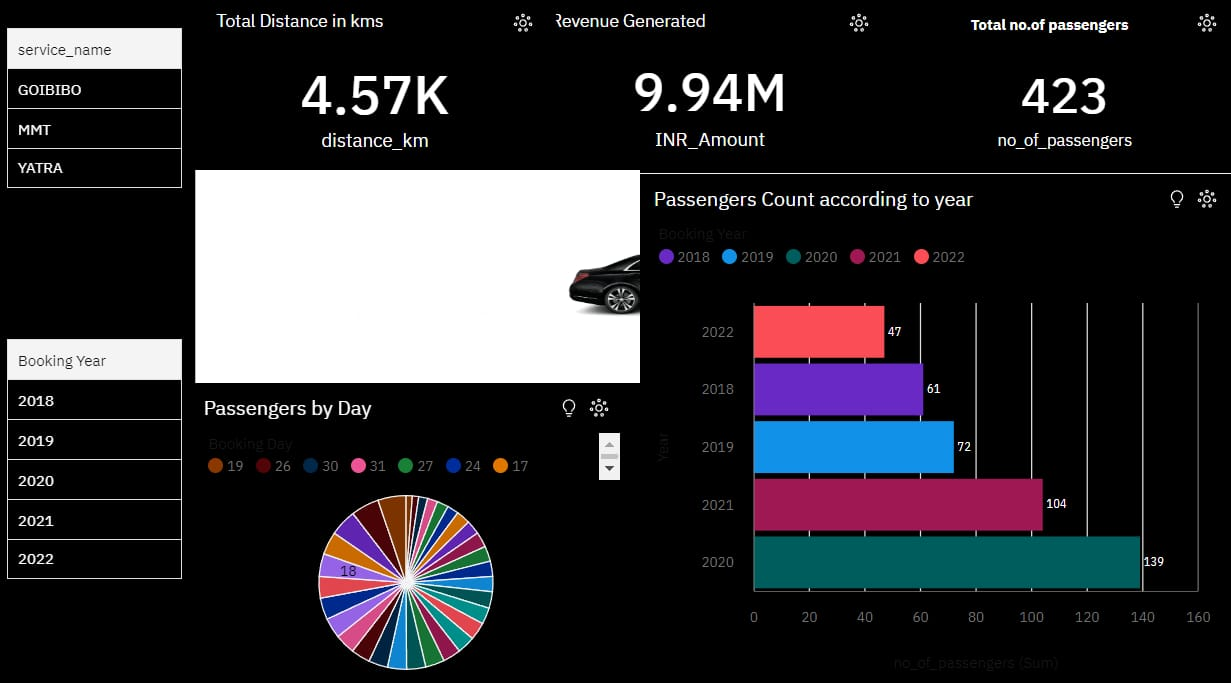 Total Distance in kms
Revenue Generated
Total no.of passengers
service_name
GOIBIBO
MMT
YATRA
4.57K
distance_km
9.94M
INR_Amount
423
no_of_passengers
Booking Year
2018
2019
2020
2021
2022
Passengers by Day
Booking Day
19 26 30 31 27 24 17
18
Passengers Count according to year
Booking Year
2018 2019 2020 2021 2022
Year
2022 47
2018 61
2019 72
2021 104
2020 139
0 20 40 60 80 100 120 140 160
no_of_passengers (Sum)